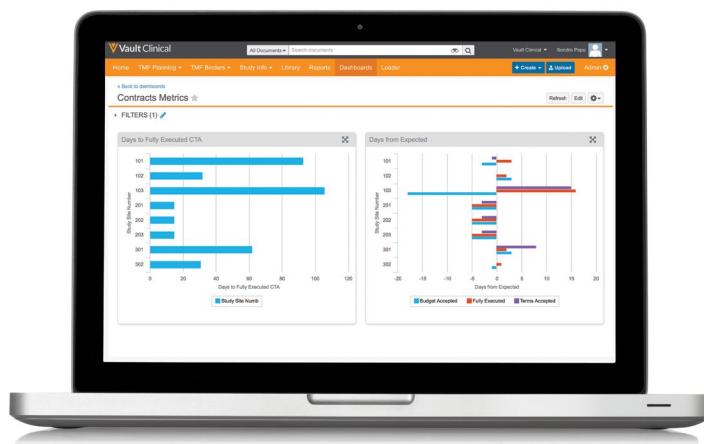 Vault Clinical
All Documents
Search documents
Vault Clinical
Sondra Pepe
Home
TMF Planning
TMF Binders
Study Info
Library
Reports
Dashboards
Loader
+ Create
Upload
Admin
« Back to dashboards
Contracts Metrics
Refresh
Edit
FILTERS (1)
Days to Fully Executed CTA
Study Site Number
101
102
103
201
202
203
301
302
0 20 40 60 80 100 120
Days to Fully Executed CTA
Study Site Numb
Days from Expected
Study Site Number
101
102
103
201
202
203
301
302
-20 -15 -10 -5 0 5 10 15 20
Days from Expected
Budget Accepted
Fully Executed
Terms Accepted